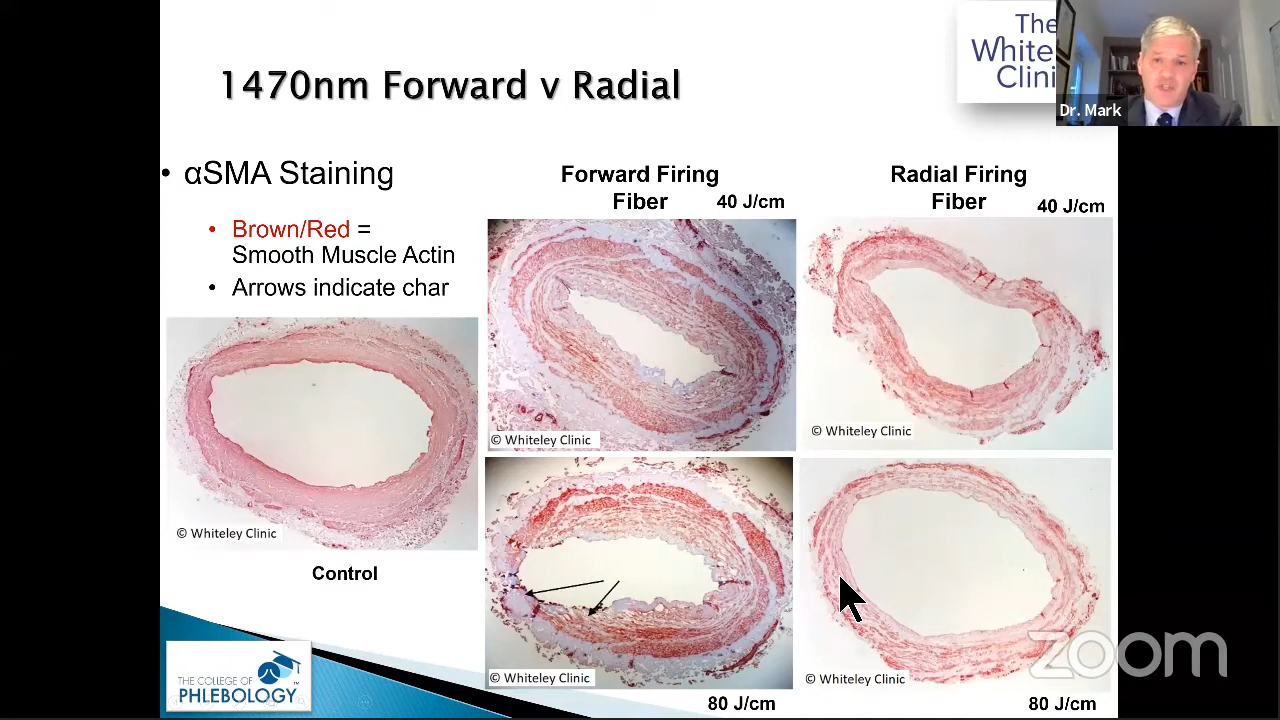 1470nm Forward v Radial
The
White
Clini
Dr. Mark
• αSMA Staining
• Brown/Red =
Smooth Muscle Actin
• Arrows indicate char
Forward Firing
Fiber
40 J/cm
Radial Firing
Fiber
40 J/cm
© Whiteley Clinic
© Whiteley Clinic
© Whiteley Clinic
Control
© Whiteley Clinic
80 J/cm
© Whiteley Clinic
80 J/cm
THE COLLEGE OF
PHLEBOLOGY
zoom